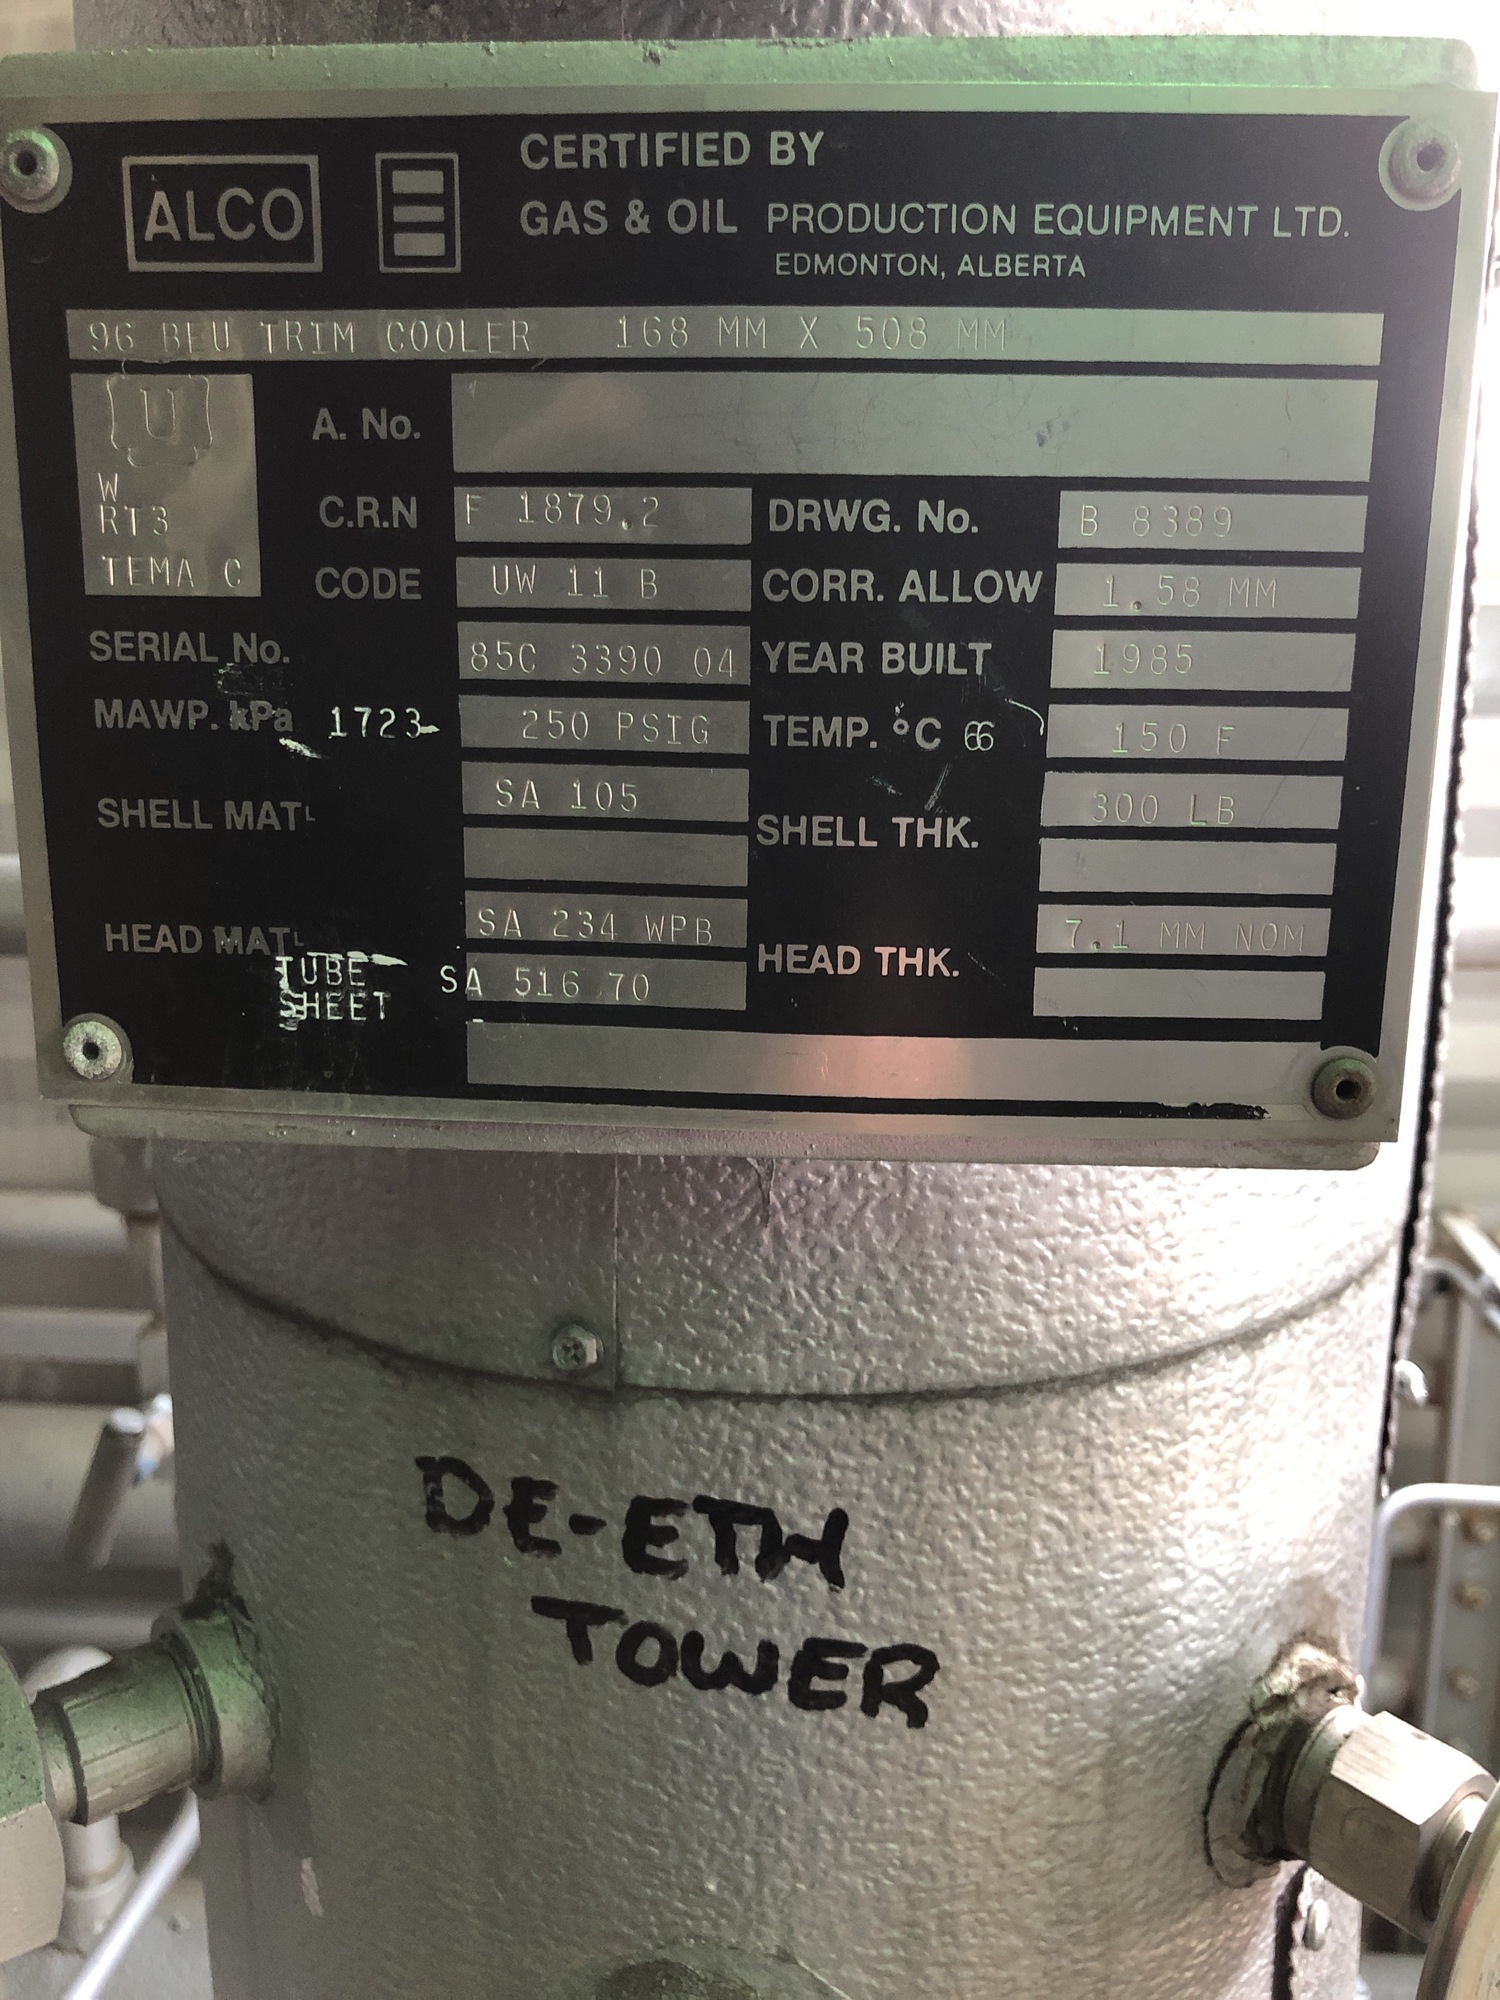 ALCO
CERTIFIED BY
GAS & OIL PRODUCTION EQUIPMENT LTD.
EDMONTON, ALBERTA
96 BEU TRIM COOLER 168 MM X 508 MM
U
W
RT3
TEMA C
A. No.
C.R.N F 1879.2 DRWG. No. B 8389
CODE UW 11 B CORR. ALLOW 1.58 MM
SERIAL No. 85C 3390 04 YEAR BUILT 1985
MAWP. kPa 1723- 250 PSIG TEMP. °C 66 150 F
SHELL MATL SA 105 SHELL THK. 300 LB
HEAD MATL SA 234 WPB HEAD THK. 7.1 MM NOM
TUBE SHEET SA 516 70
DE-ETH
TOWER